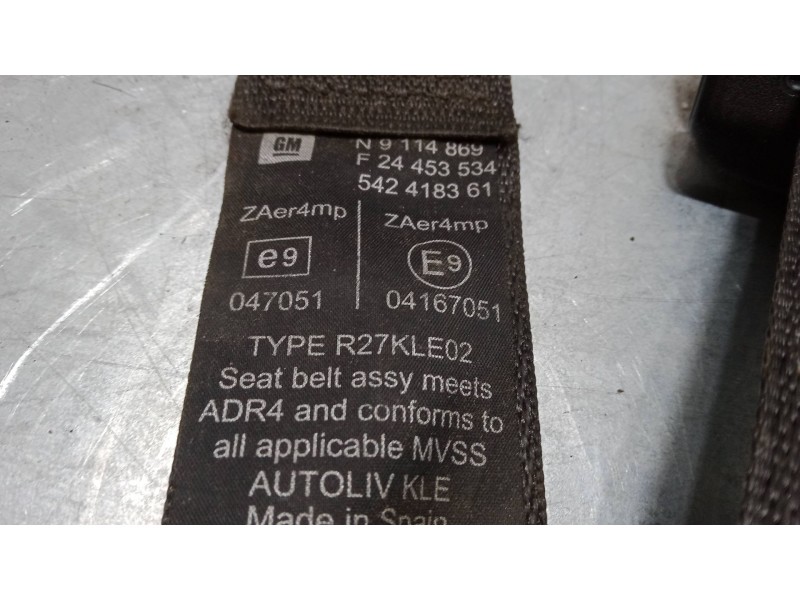 GM
N 9 114 869
F 24 453 534
542 4183 61
ZAer4mp ZAer4mp
e9 E9
047051 04167051
TYPE R27KLE02
Seat belt assy meets
ADR4 and conforms to
all applicable MVSS
AUTOLIV KLE
Made in Spain